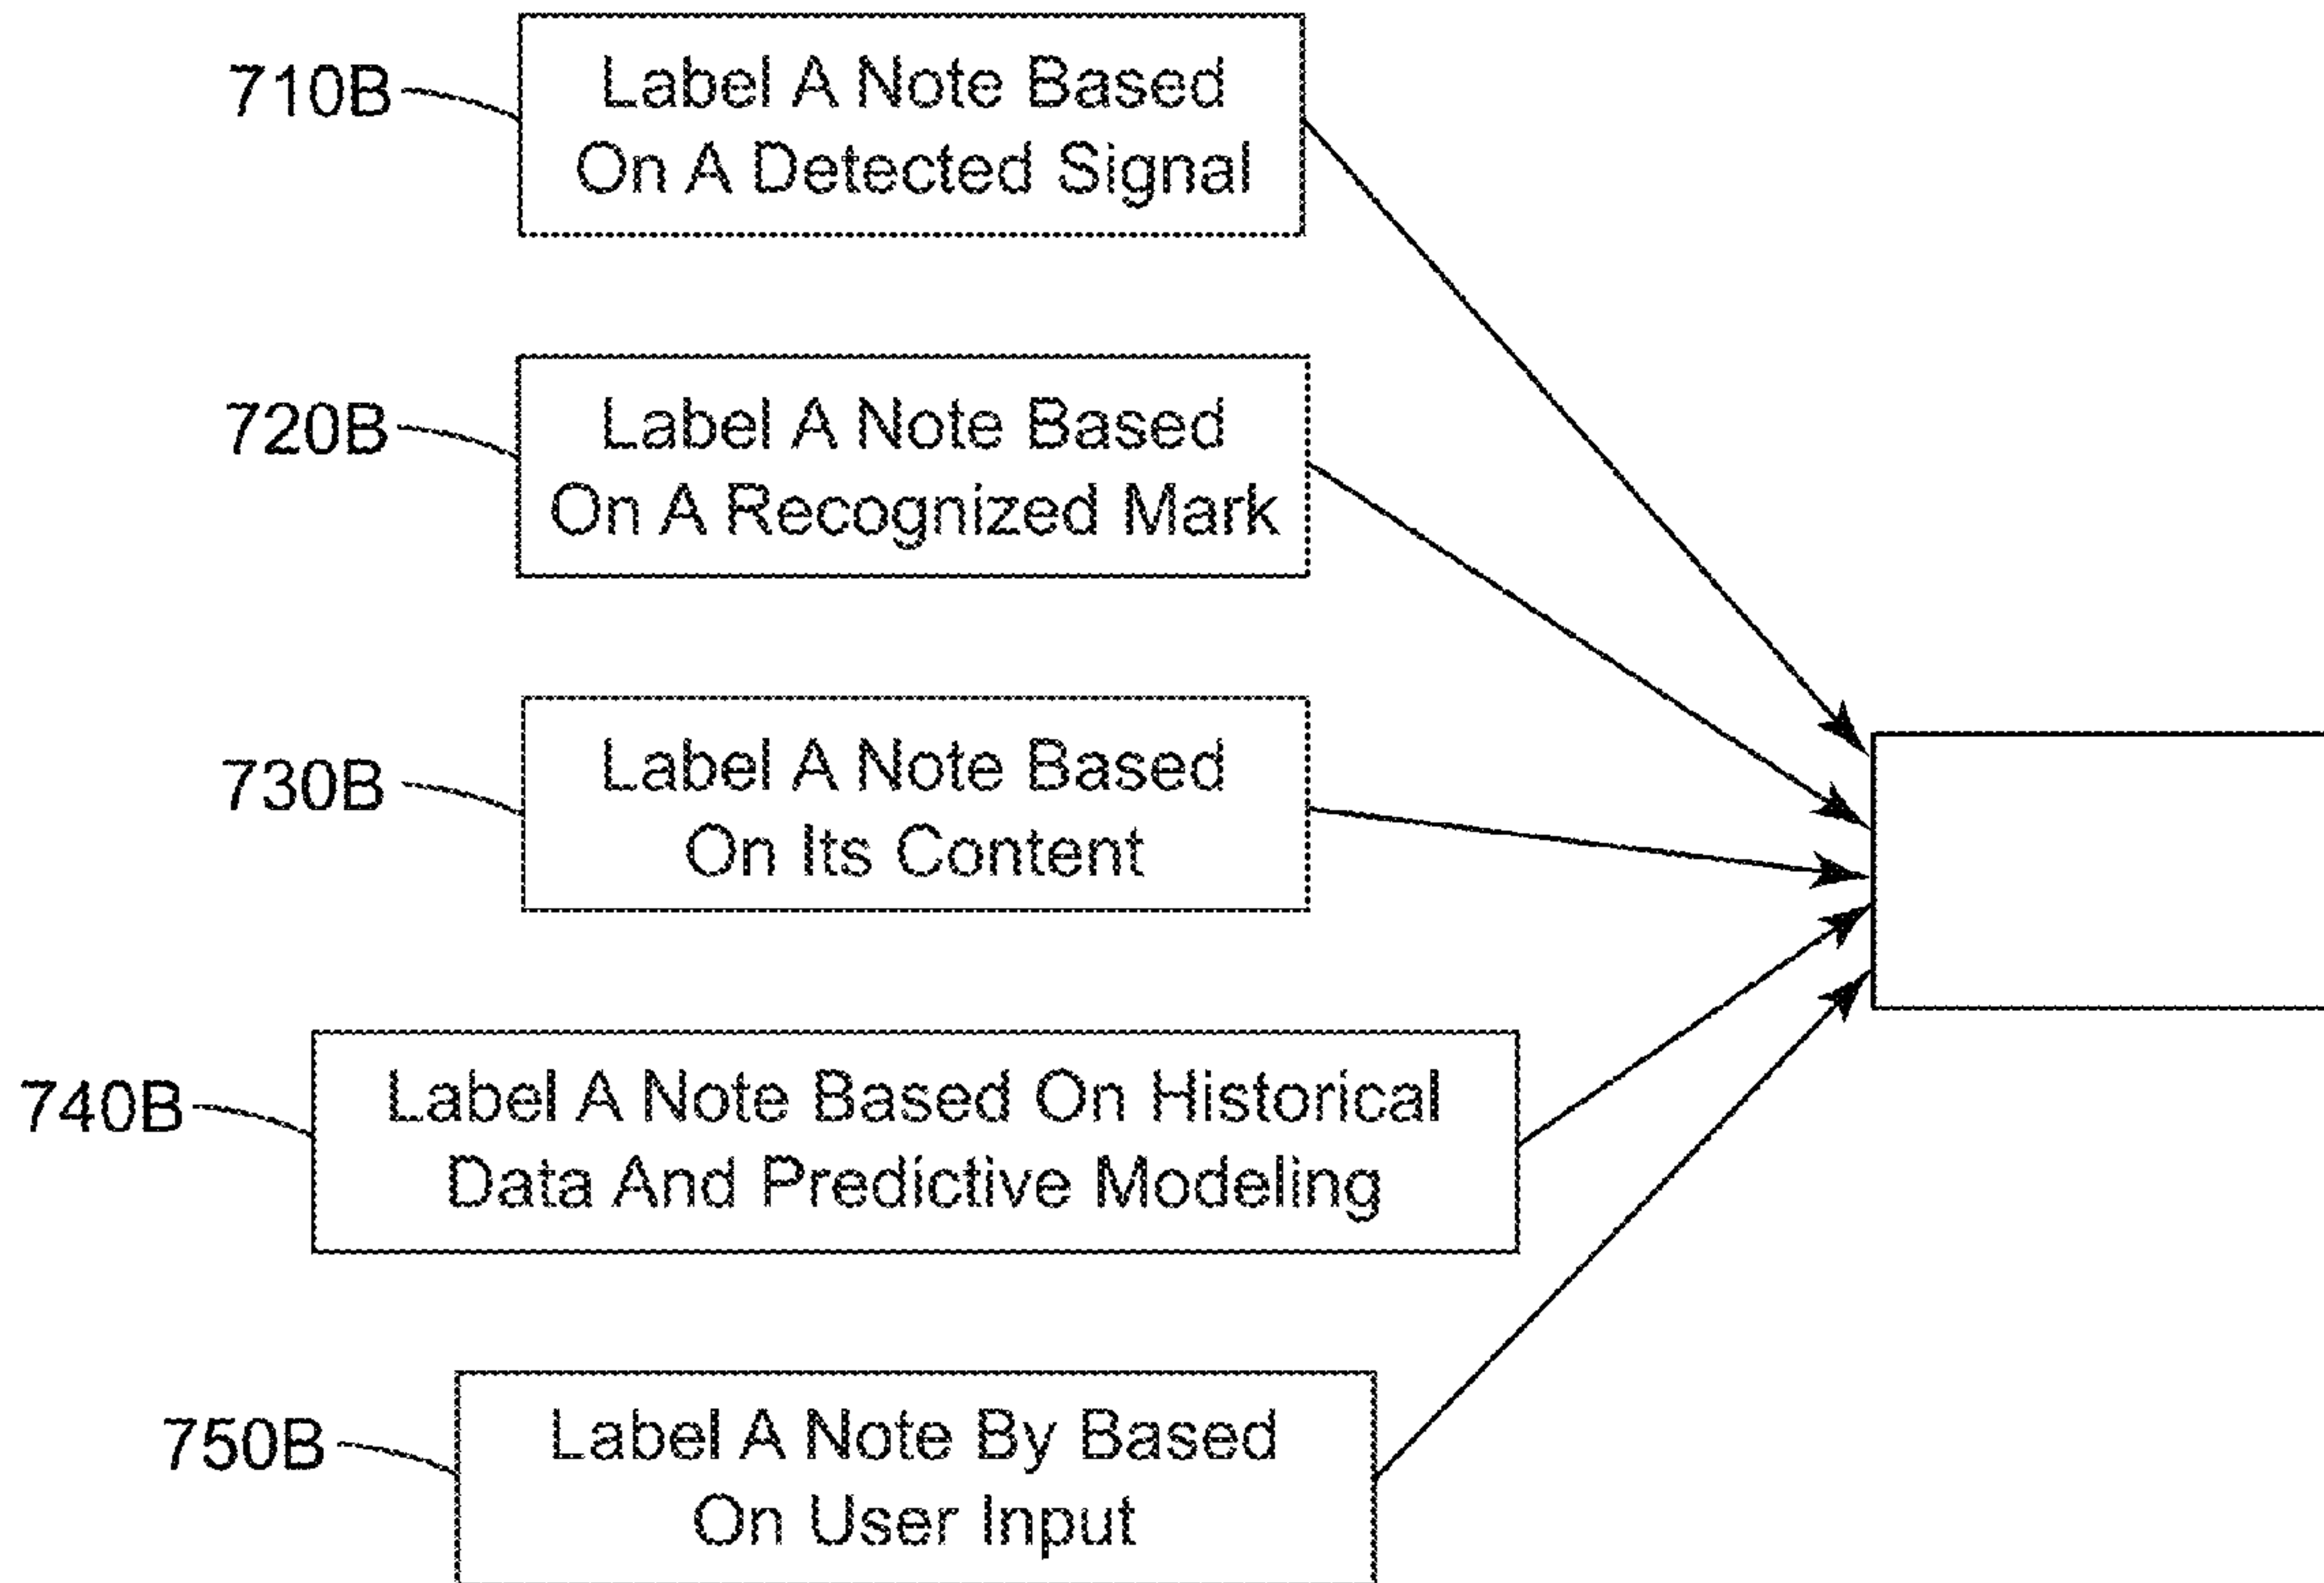 710B
Label A Note Based
On A Detected Signal
720B
Label A Note Based
On A Recognized Mark
730B
Label A Note Based
On Its Content
740B
Label A Note Based On Historical
Data And Predictive Modeling
750B
Label A Note By Based
On User Input